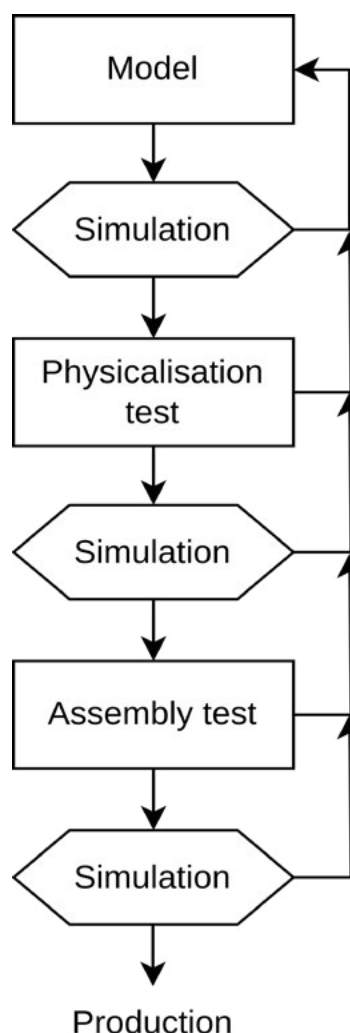 Model
Simulation
Physicalisation
test
Simulation
Assembly test
Simulation
Production